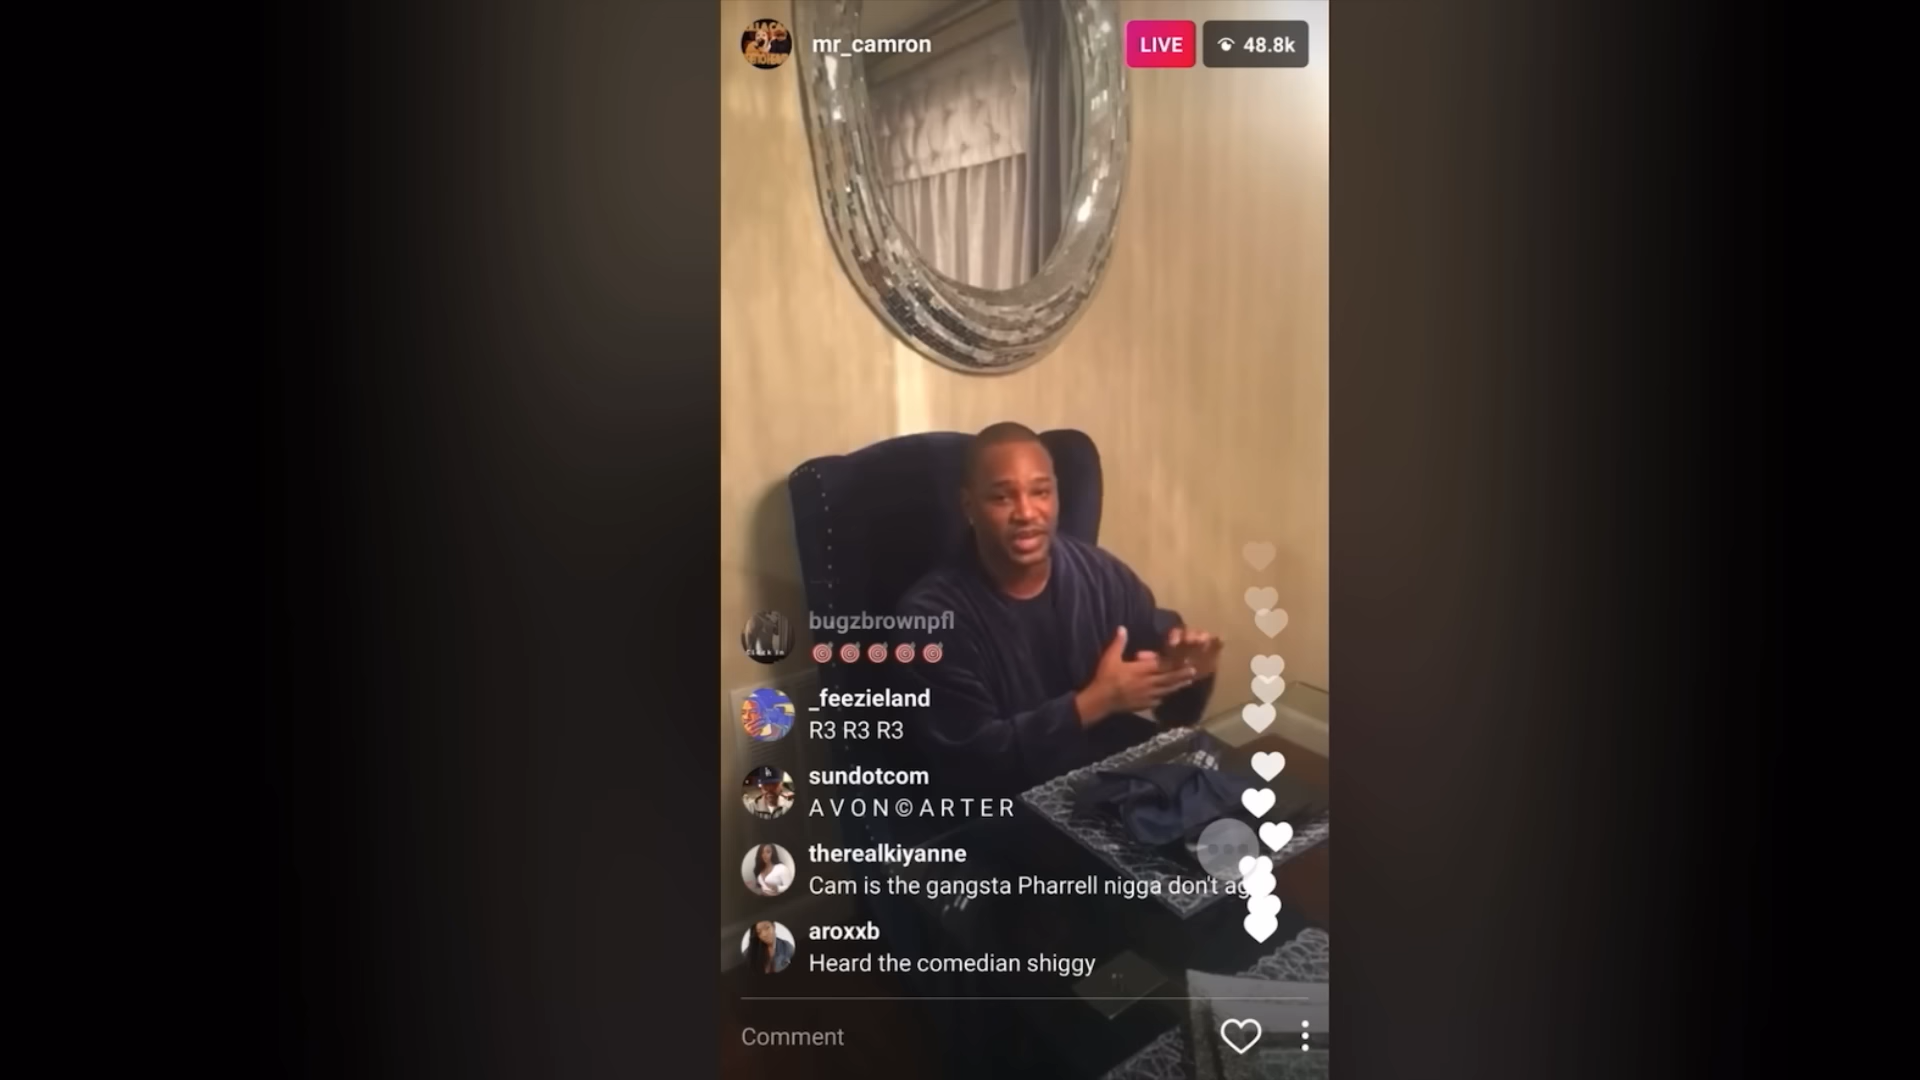 mr_camron
LIVE
48.8k
bugzbrownpfl
_feezieland
R3 R3 R3
sundotcom
A V O N © A R T E R
therealkiyanne
Cam is the gangsta Pharrell nigga don't ag
aroxxb
Heard the comedian shiggy
Comment